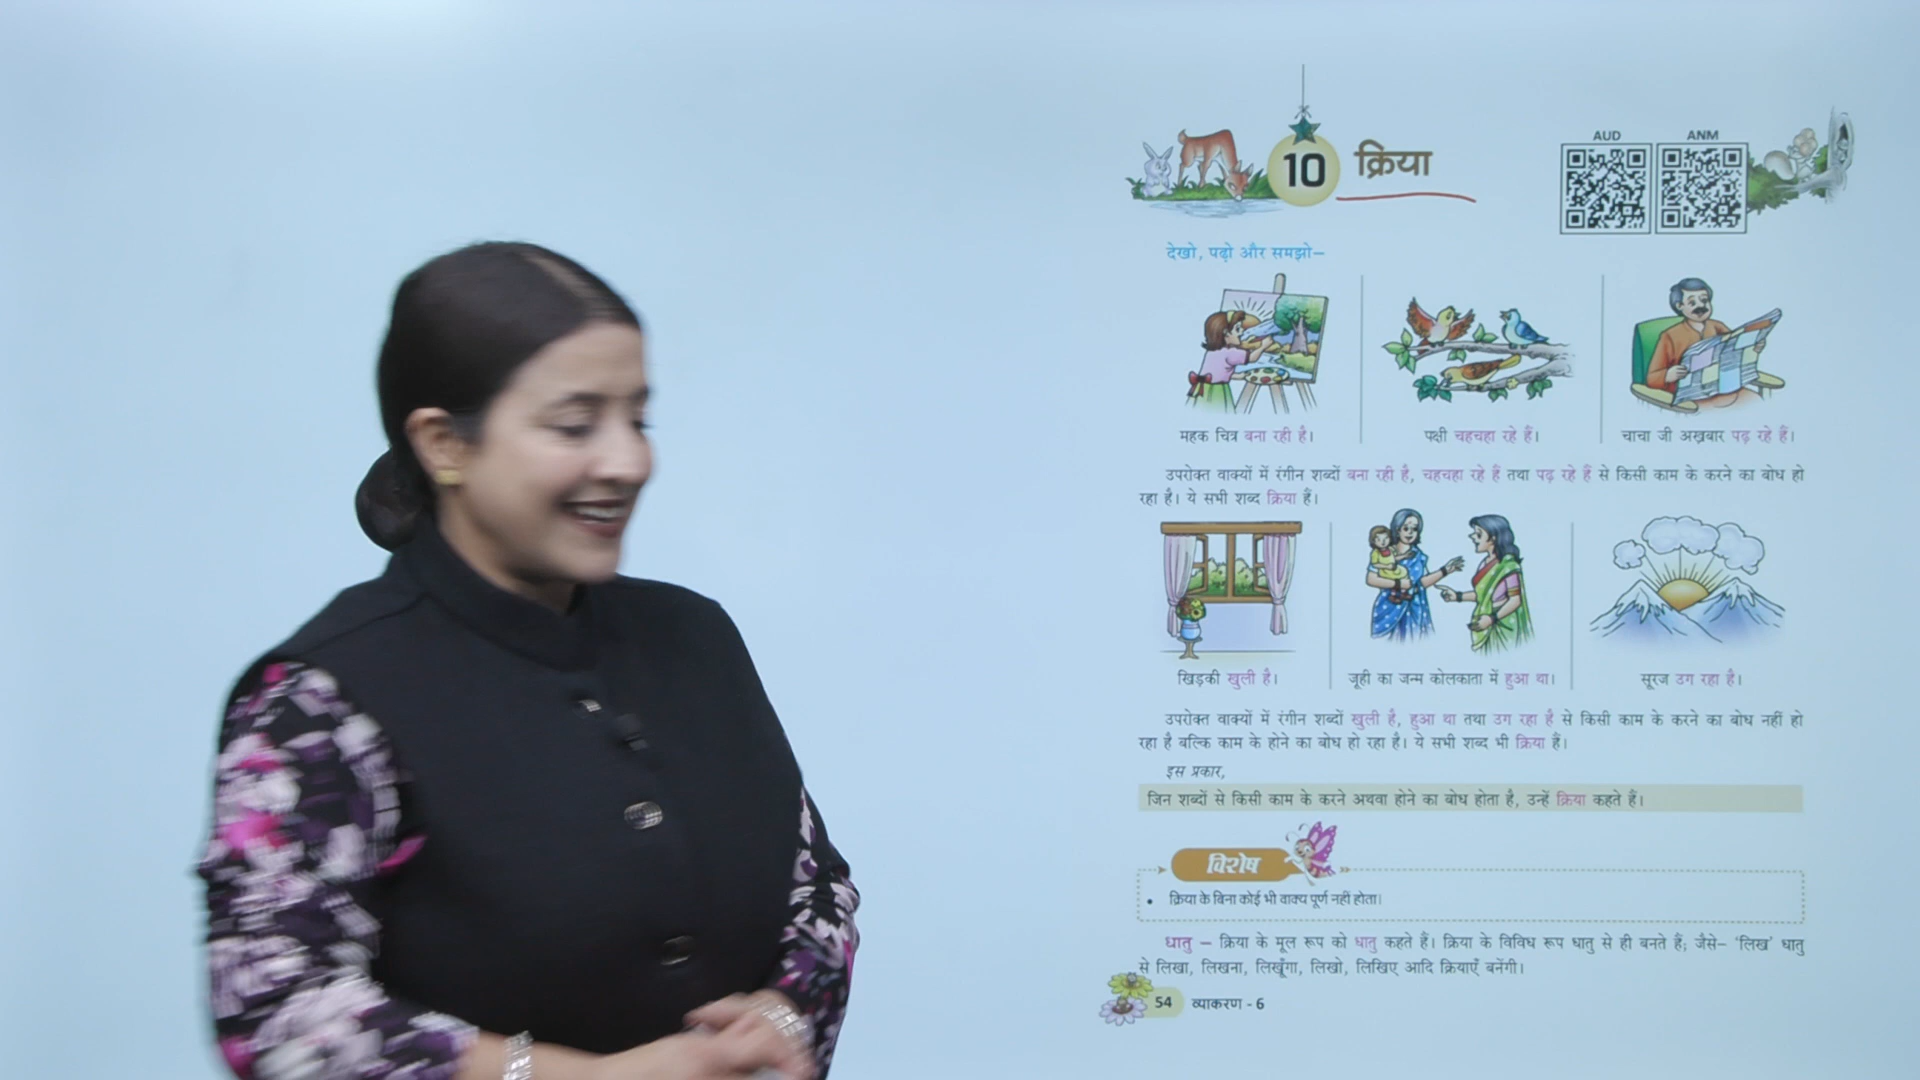 AUD ANM
10 क्रिया
देखो, पढ़ो और समझो–
महक चित्र बना रही है।
पक्षी चहचहा रहे हैं।
चाचा जी अख़बार पढ़ रहे हैं।
उपरोक्त वाक्यों में रंगीन शब्दों बना रही है, चहचहा रहे हैं तथा पढ़ रहे हैं से किसी काम के करने का बोध हो
रहा है। ये सभी शब्द क्रिया हैं।
खिड़की खुली है।
जूही का जन्म कोलकाता में हुआ था।
सूरज उग रहा है।
उपरोक्त वाक्यों में रंगीन शब्दों खुली है, हुआ था तथा उग रहा है से किसी काम के करने का बोध नहीं हो
रहा है बल्कि काम के होने का बोध हो रहा है। ये सभी शब्द भी क्रिया हैं।
इस प्रकार,
जिन शब्दों से किसी काम के करने अथवा होने का बोध होता है, उन्हें क्रिया कहते हैं।
विशेष
• क्रिया के बिना कोई भी वाक्य पूर्ण नहीं होता।
धातु – क्रिया के मूल रूप को धातु कहते हैं। क्रिया के विविध रूप धातु से ही बनते हैं; जैसे– ‘लिख’ धातु
से लिखा, लिखना, लिखूँगा, लिखो, लिखिए आदि क्रियाएँ बनेंगी।
54 व्याकरण - 6